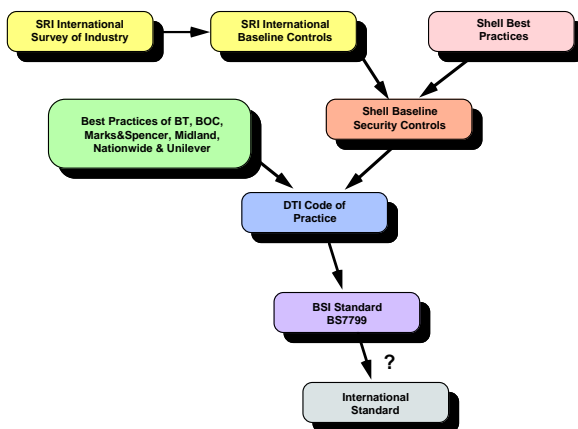 SRI International
Survey of Industry
SRI International
Baseline Controls
Shell Best
Practices
Best Practices of BT, BOC,
Marks&Spencer, Midland,
Nationwide & Unilever
Shell Baseline
Security Controls
DTI Code of
Practice
BSI Standard
BS7799
?
International
Standard